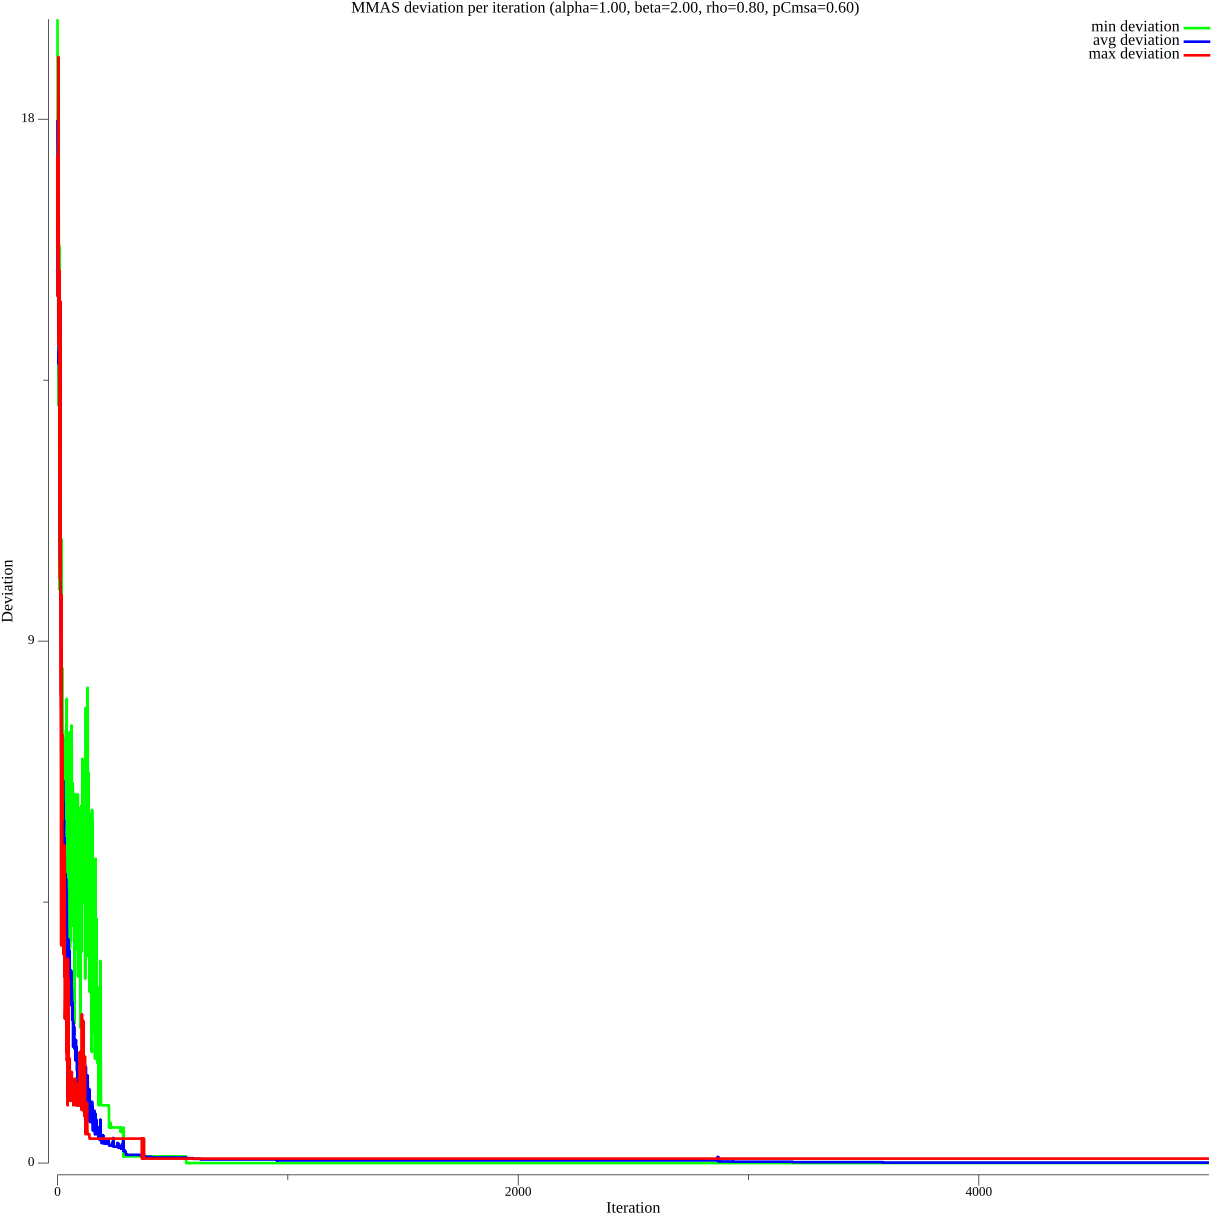 MMAS deviation per iteration (alpha=1.00, beta=2.00, rho=0.80, pCmsa=0.60)
min deviation
avg deviation
max deviation
18
9
0
Deviation
0
2000
4000
Iteration